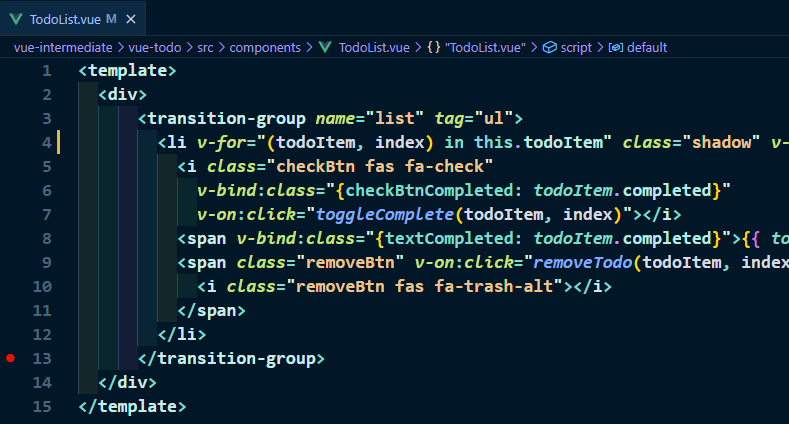 TodoList.vue M ×
vue-intermediate > vue-todo > src > components > TodoList.vue > {} "TodoList.vue" > script > default
1 <template>
2 <div>
3 <transition-group name="list" tag="ul">
4 <li v-for="(todoItem, index) in this.todoItem" class="shadow" v-
5 <i class="checkBtn fas fa-check"
6 v-bind:class="{checkBtnCompleted: todoItem.completed}"
7 v-on:click="toggleComplete(todoItem, index)"></i>
8 <span v-bind:class="{textCompleted: todoItem.completed}">{{ to
9 <span class="removeBtn" v-on:click="removeTodo(todoItem, index
10 <i class="removeBtn fas fa-trash-alt"></i>
11 </span>
12 </li>
13 </transition-group>
14 </div>
15 </template>